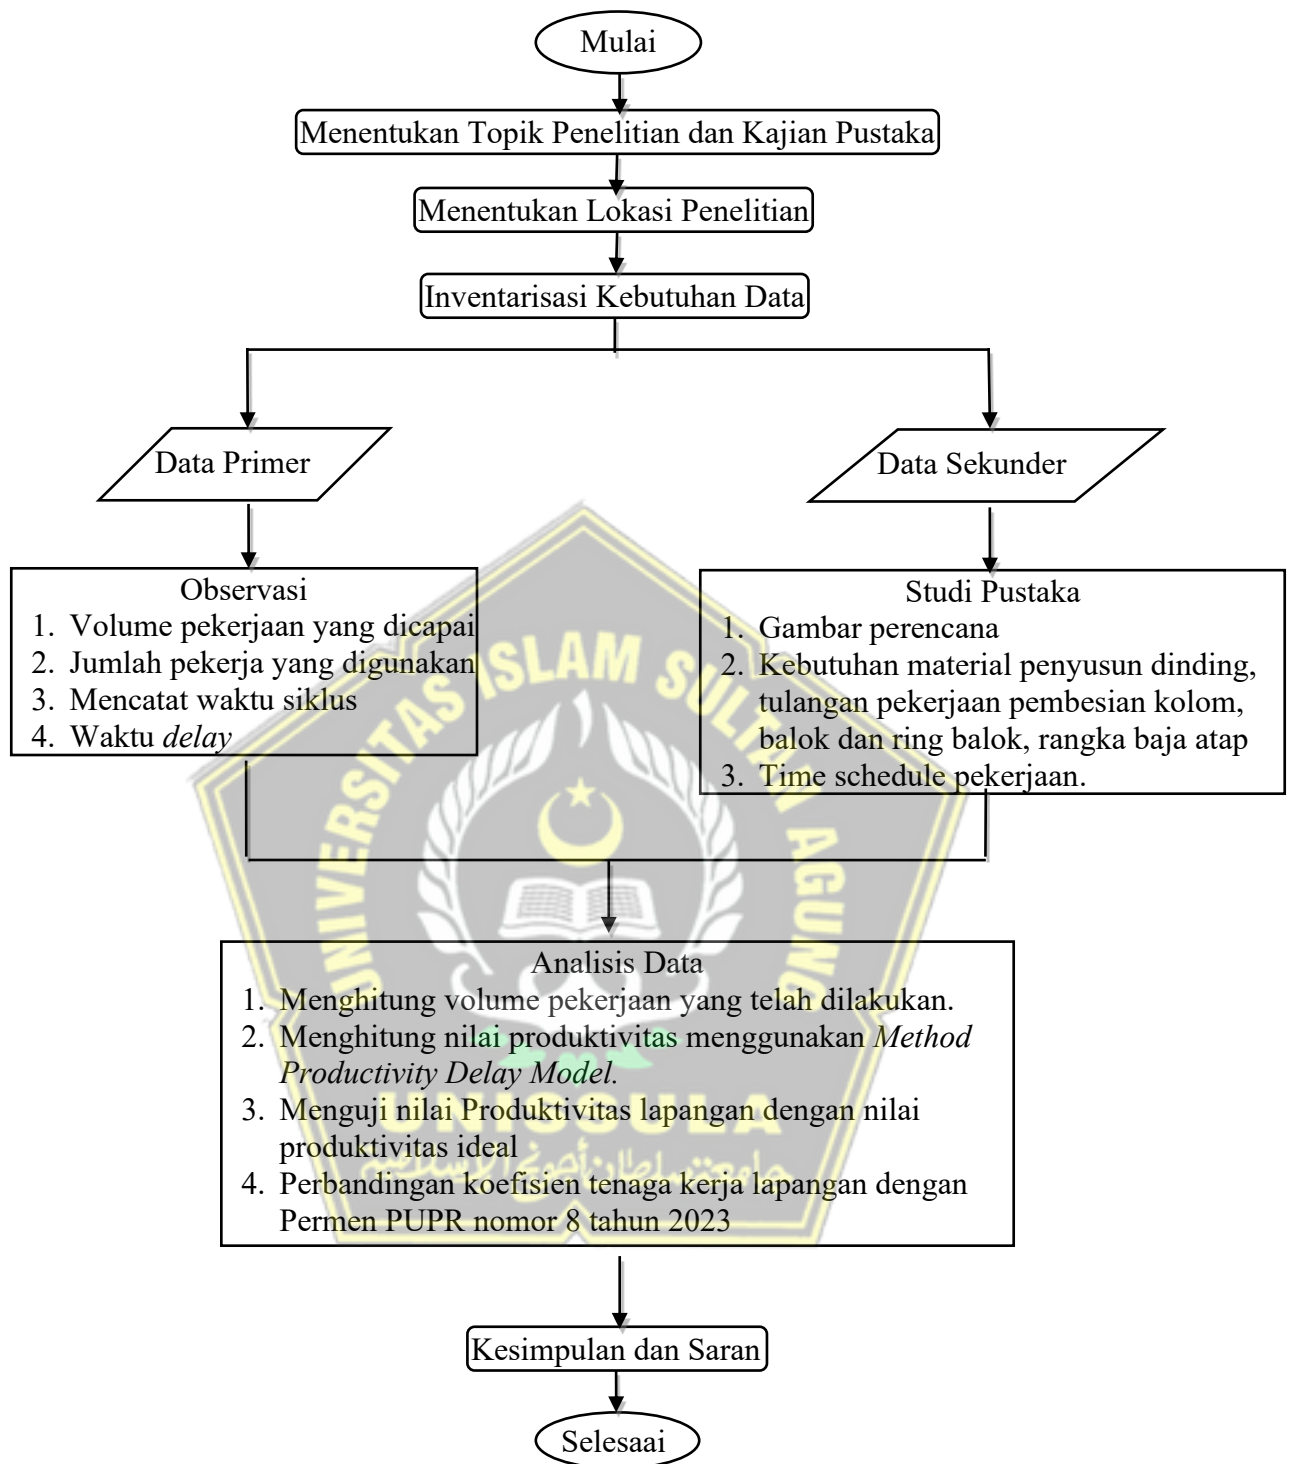 Mulai
Menentukan Topik Penelitian dan Kajian Pustaka
Menentukan Lokasi Penelitian
Inventarisasi Kebutuhan Data
Data Primer
Data Sekunder
Observasi
1. Volume pekerjaan yang dicapai
2. Jumlah pekerja yang digunakan
3. Mencatat waktu siklus
4. Waktu delay
Studi Pustaka
1. Gambar perencana
2. Kebutuhan material penyusun dinding,
tulangan pekerjaan pembesian kolom,
balok dan ring balok, rangka baja atap
3. Time schedule pekerjaan.
UNIVERSITAS ISLAM SULTAN AGUNG
Analisis Data
1. Menghitung volume pekerjaan yang telah dilakukan.
2. Menghitung nilai produktivitas menggunakan Method
Productivity Delay Model.
3. Menguji nilai Produktivitas lapangan dengan nilai
produktivitas ideal
4. Perbandingan koefisien tenaga kerja lapangan dengan
Permen PUPR nomor 8 tahun 2023
UNISSULA
جامعنسلطان أجونج الإسلامية
Kesimpulan dan Saran
Selesaai